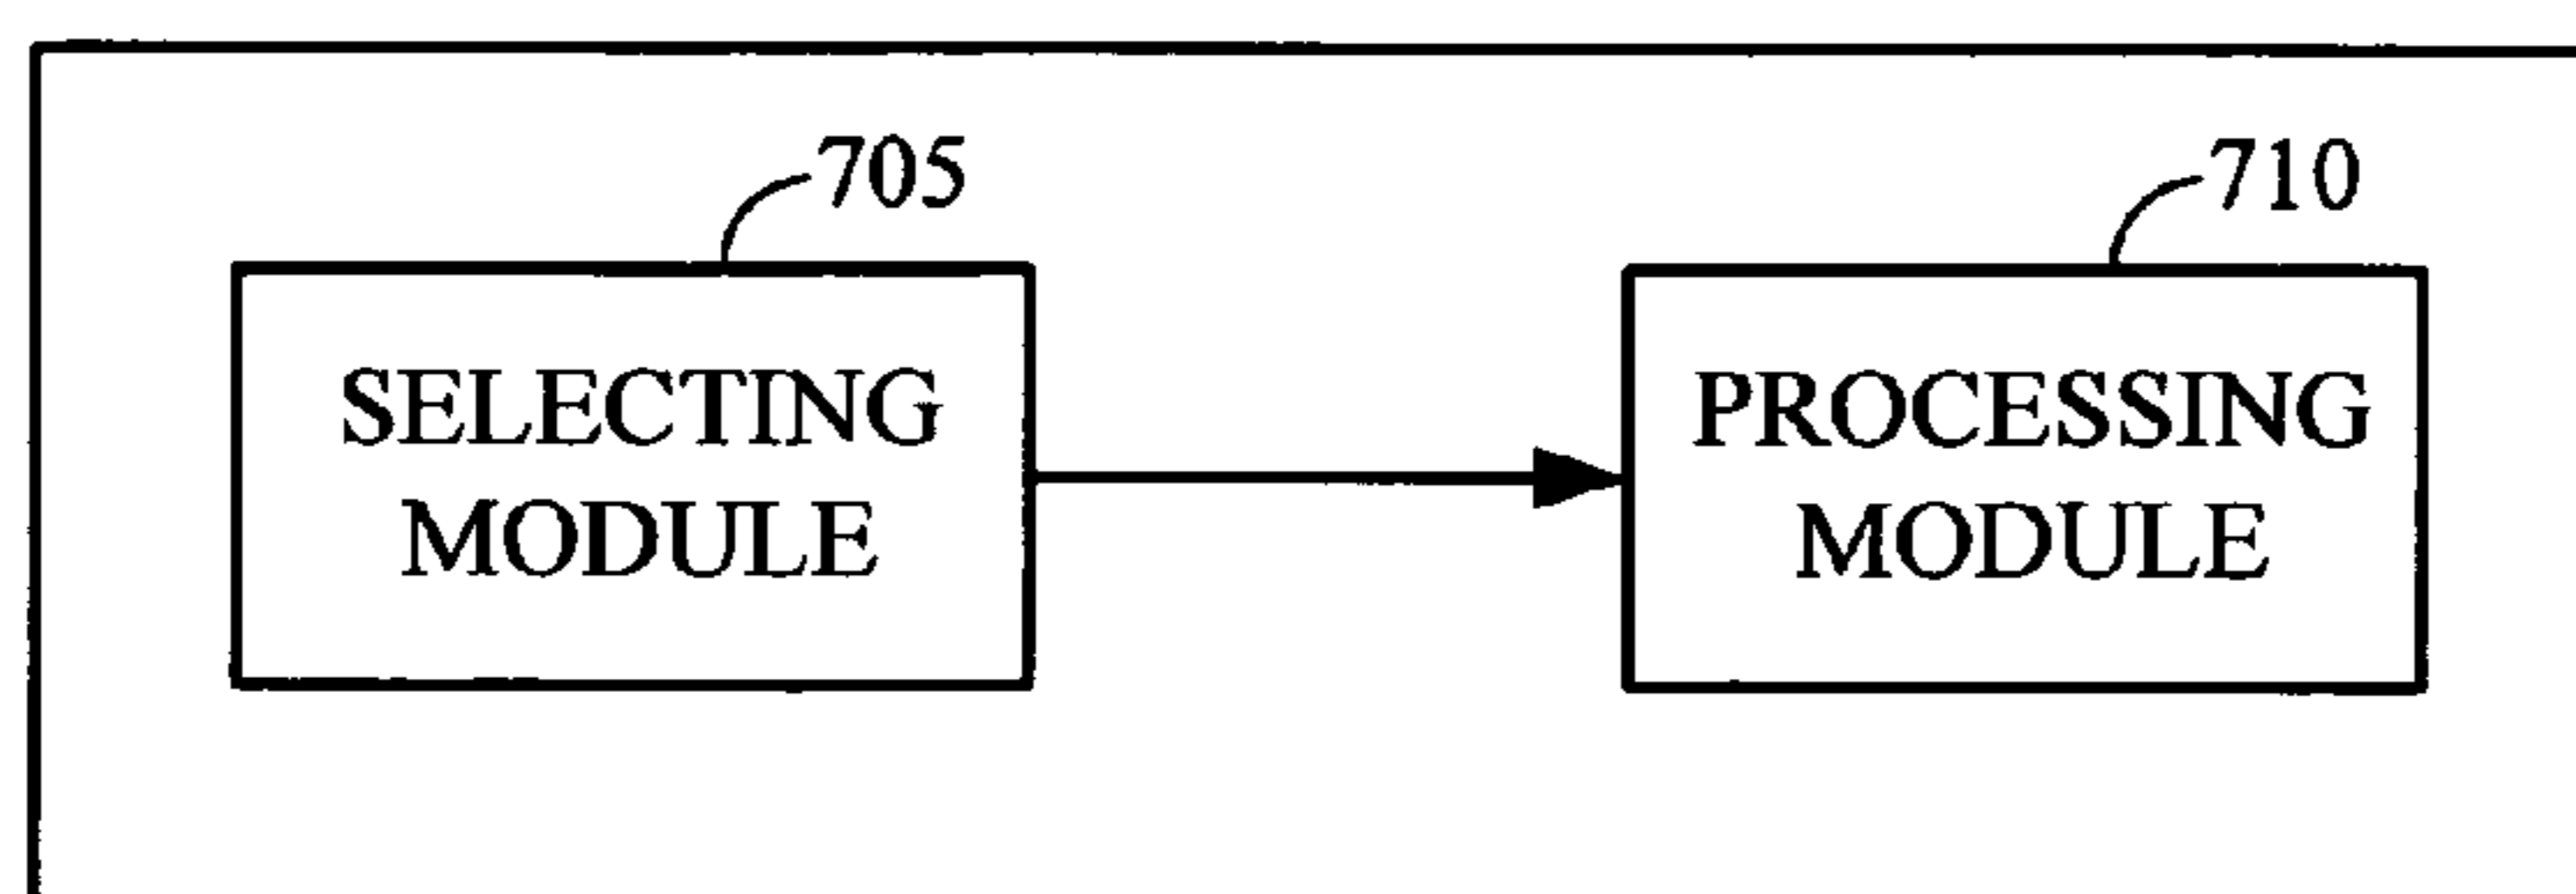 705
710
SELECTING
MODULE
PROCESSING
MODULE